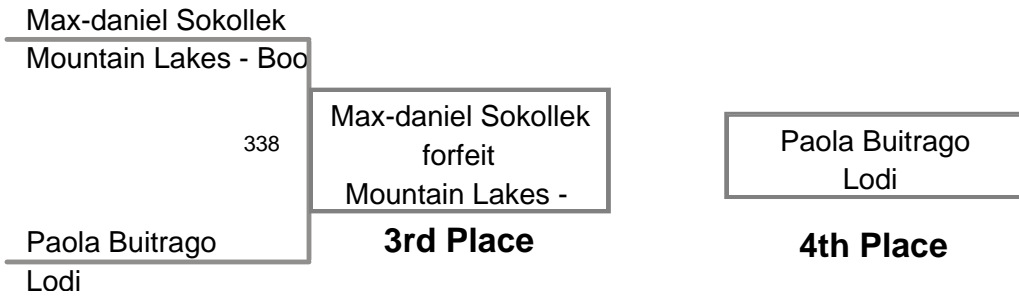 Max-daniel Sokollek
Mountain Lakes - Boo
338
Max-daniel Sokollek
forfeit
Mountain Lakes -
3rd Place
Paola Buitrago
Lodi
Paola Buitrago
Lodi
4th Place